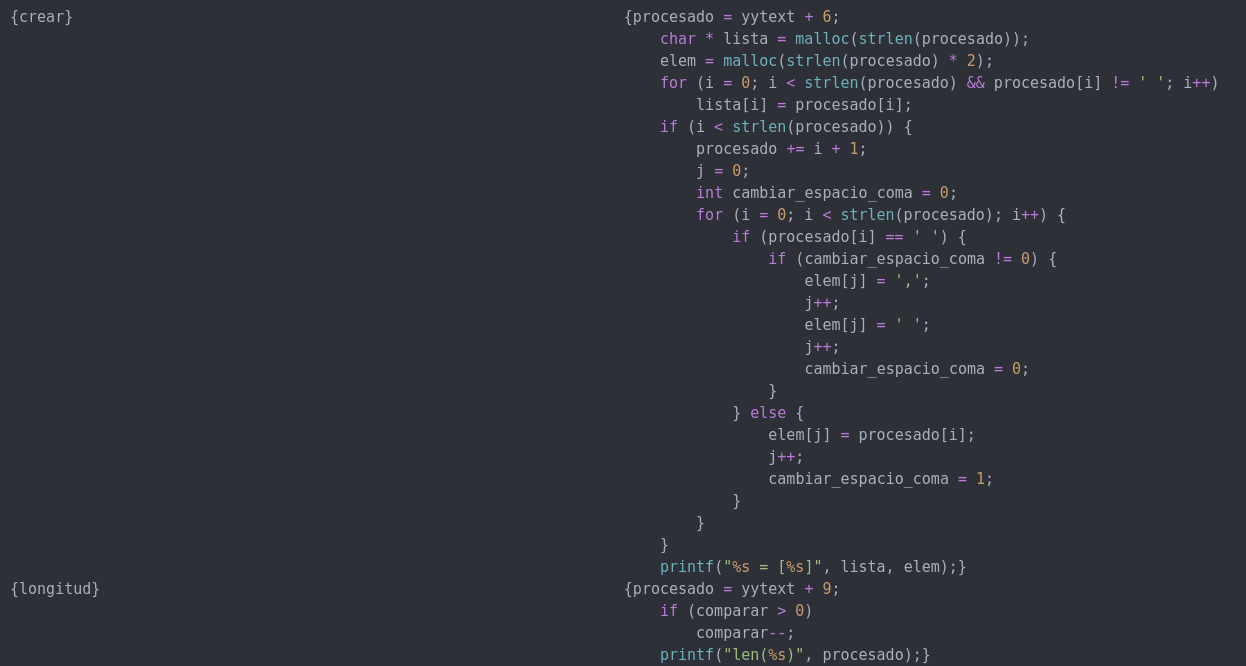 {crear} {procesado = yytext + 6;
char * lista = malloc(strlen(procesado));
elem = malloc(strlen(procesado) * 2);
for (i = 0; i < strlen(procesado) && procesado[i] != ' '; i++)
lista[i] = procesado[i];
if (i < strlen(procesado)) {
procesado += i + 1;
j = 0;
int cambiar_espacio_coma = 0;
for (i = 0; i < strlen(procesado); i++) {
if (procesado[i] == ' ') {
if (cambiar_espacio_coma != 0) {
elem[j] = ',';
j++;
elem[j] = ' ';
j++;
cambiar_espacio_coma = 0;
}
} else {
elem[j] = procesado[i];
j++;
cambiar_espacio_coma = 1;
}
}
}
printf("%s = [%s]", lista, elem);}
{longitud} {procesado = yytext + 9;
if (comparar > 0)
comparar--;
printf("len(%s)", procesado);}